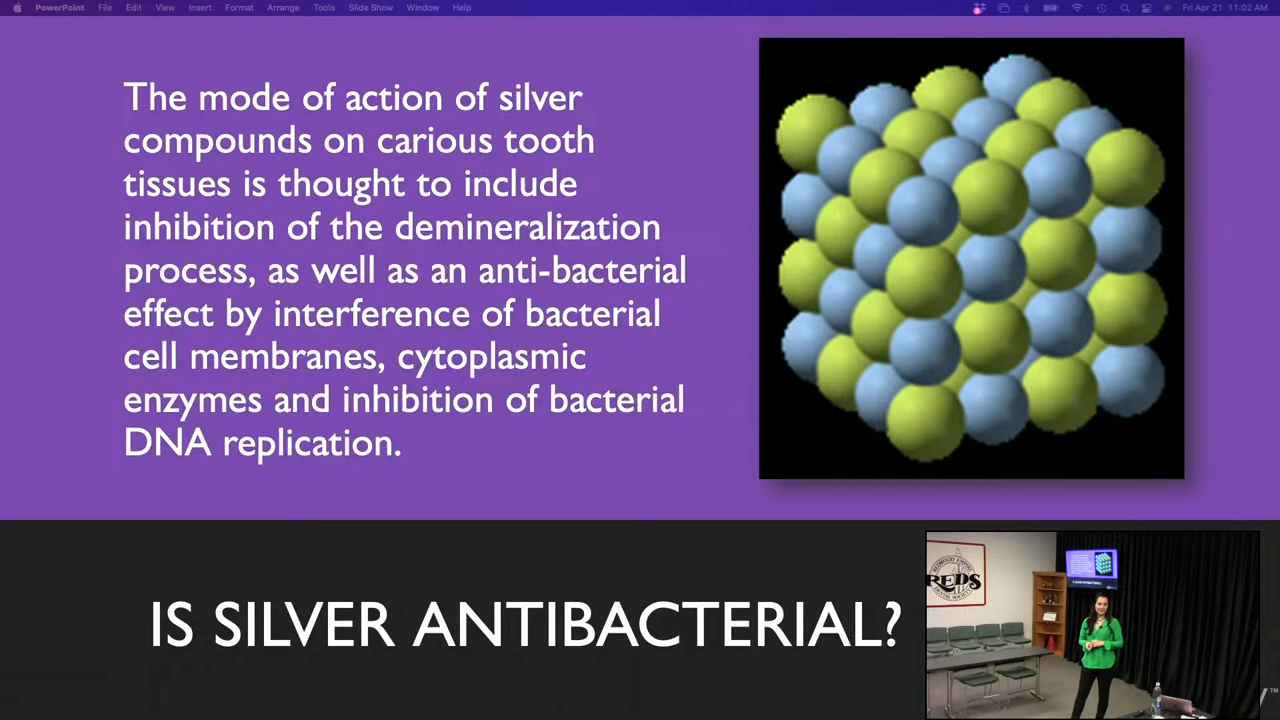 PowerPoint File Edit View Insert Format Arrange Tools Slide Show Window Help Fri Apr 21 11:02 AM
The mode of action of silver
compounds on carious tooth
tissues is thought to include
inhibition of the demineralization
process, as well as an anti-bacterial
effect by interference of bacterial
cell membranes, cytoplasmic
enzymes and inhibition of bacterial
DNA replication.
IS SILVER ANTIBACTERIAL?
REDS
TM